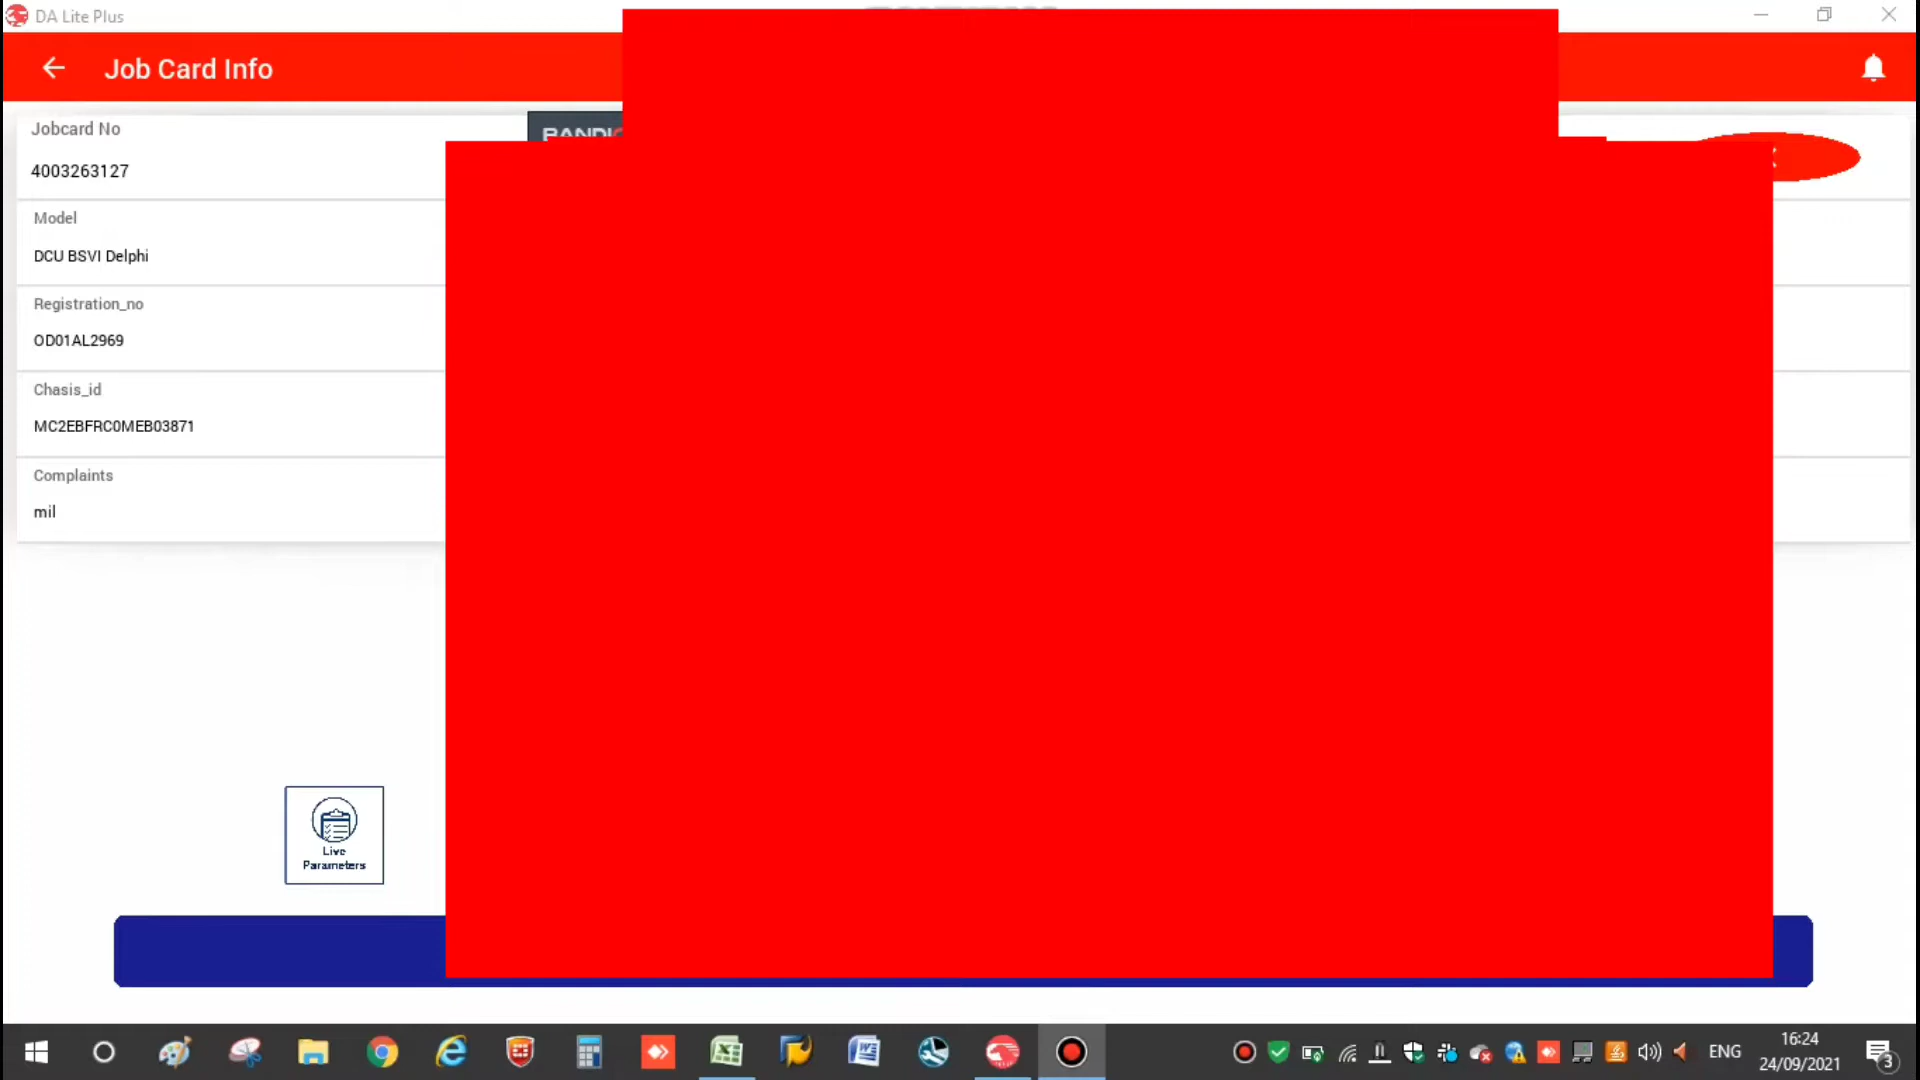 DA Lite Plus
Job Card Info
Jobcard No
4003263127
Model
DCU BSVI Delphi
Registration_no
OD01AL2969
Chasis_id
MC2EBFRC0MEB03871
Complaints
mil
Live
Parameters
ENG
16:24
24/09/2021
3